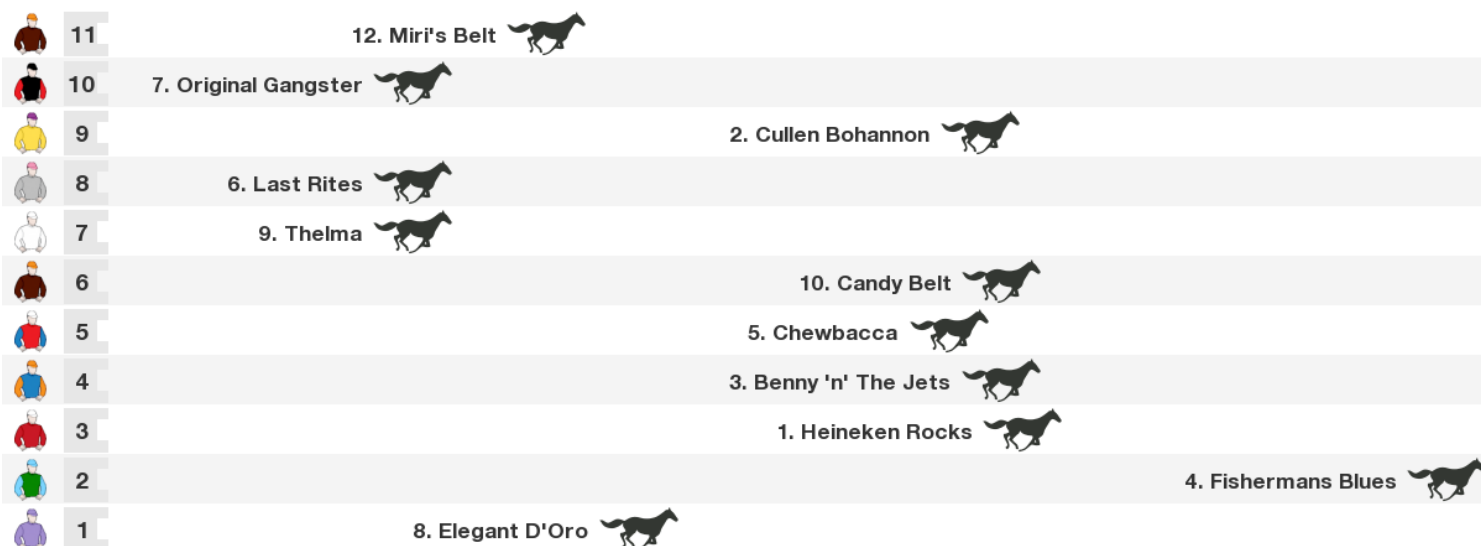 11 12. Miri's Belt
10 7. Original Gangster
9 2. Cullen Bohannon
8 6. Last Rites
7 9. Thelma
6 10. Candy Belt
5 5. Chewbacca
4 3. Benny 'n' The Jets
3 1. Heineken Rocks
2 4. Fishermans Blues
1 8. Elegant D'Oro